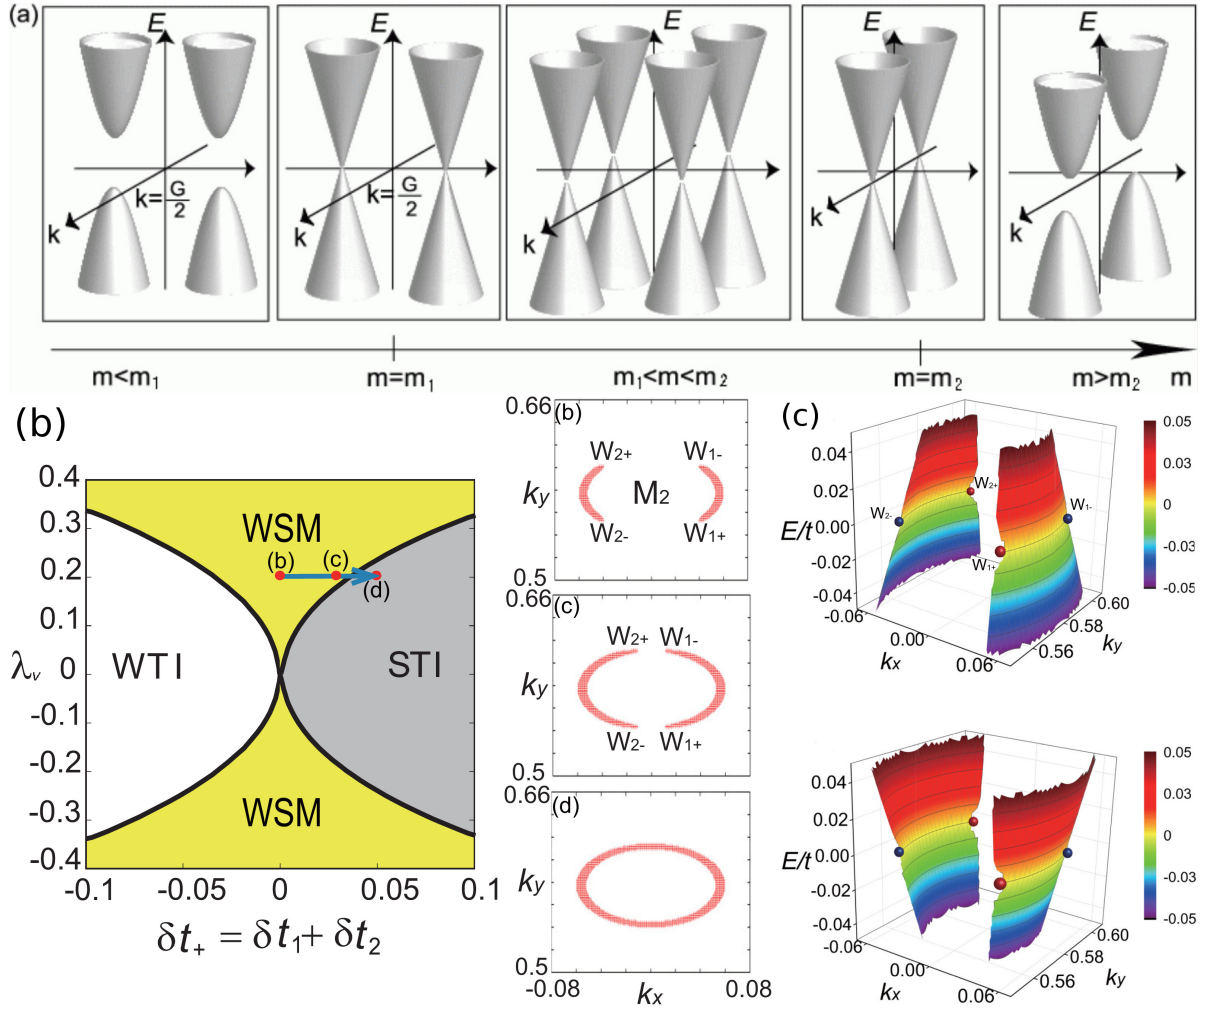 (a)
E
E
E
E
E
k=G/2
k=G/2
k
k
k
k
k
m<m₁
m=m₁
m₁<m<m₂
m=m₂
m>m₂
m
(b)
0.4
0.3
0.2
0.1
0
-0.1
-0.2
-0.3
-0.4
λᵥ
WSM
(b)
(c)
(d)
WTI
STI
WSM
-0.1
-0.05
0
0.05
0.1
δt₊ = δt₁+ δt₂
0.66
(b)
W₂₊
W₁₋
ky
M₂
W₂₋
W₁₊
0.5
0.66
(c)
W₂₊
W₁₋
ky
W₂₋
W₁₊
0.5
0.66
(d)
ky
0.5
-0.08
kx
0.08
(c)
0.04
0.02
0.00
-0.02
-0.04
E/t
W₂₋
W₂₊
W₁₋
W₁₊
-0.06
0.00
0.06
kx
0.56
0.58
0.60
ky
0.05
0.03
0
-0.03
-0.05
0.04
0.02
0.00
-0.02
-0.04
E/t
-0.06
0.00
0.06
kx
0.56
0.58
0.60
ky
0.05
0.03
0
-0.03
-0.05